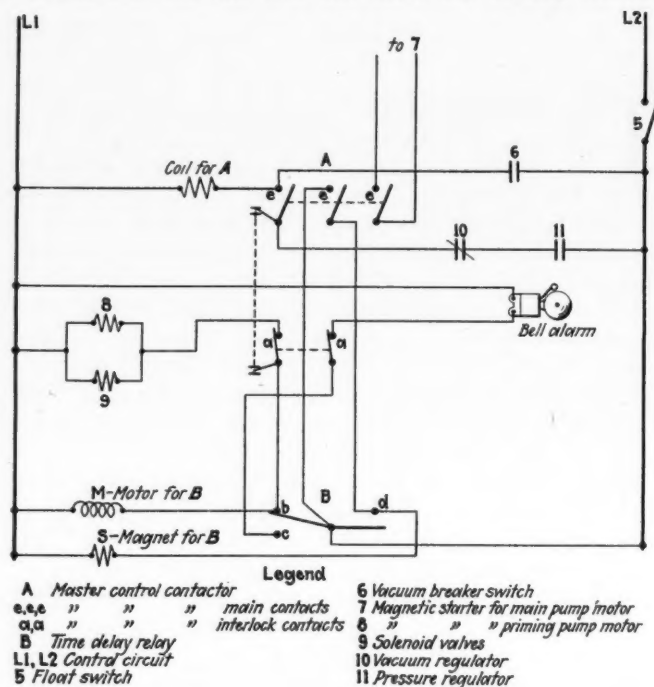 L1
L2
to 7
5
Coil for A
A
6
e
e
e
10
11
8
Bell alarm
a
a
9
M-Motor for B
b
B
d
S-Magnet for B
c
Legend
A Master control contactor
e,e,e " " " main contacts
a,a " " " interlock contacts
B Time delay relay
L1, L2 Control circuit
5 Float switch
6 Vacuum breaker switch
7 Magnetic starter for main pump motor
8 " " " priming pump motor
9 Solenoid valves
10 Vacuum regulator
11 Pressure regulator